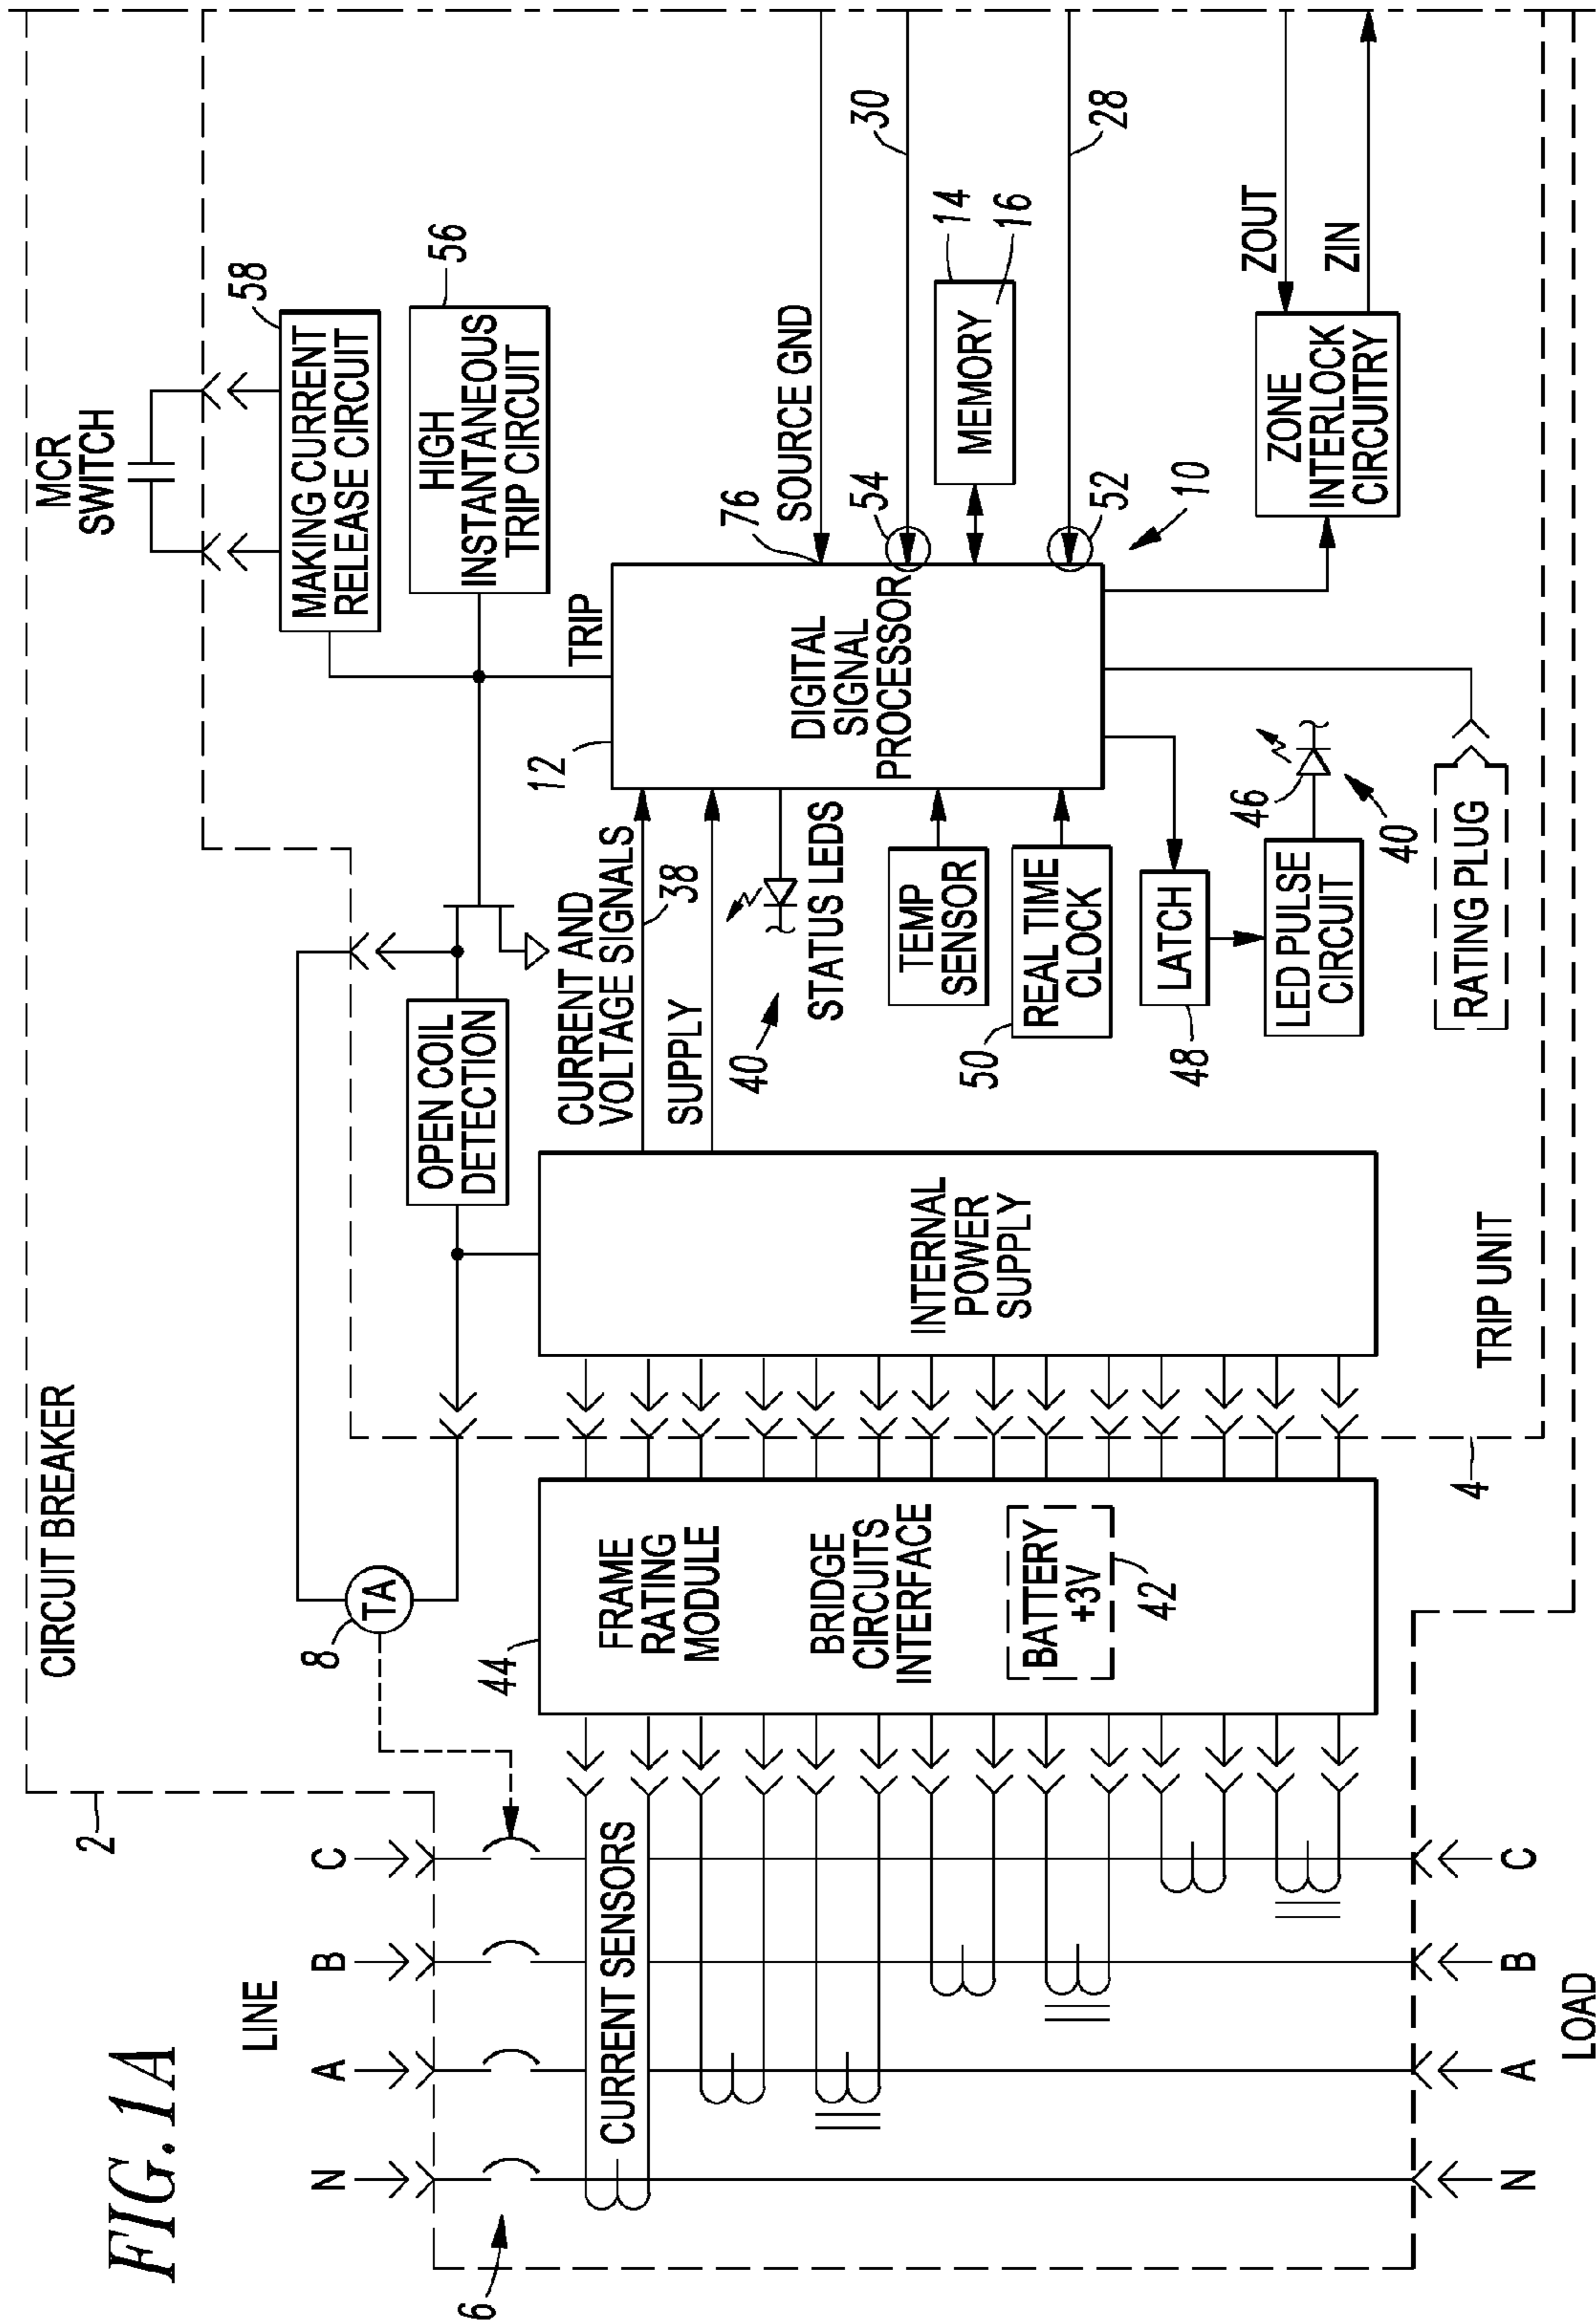 FIG.1A
LINE
N
A
B
C
2
CIRCUIT BREAKER
6
8
TA
CURRENT SENSORS
44
FRAME
RATING
MODULE
BRIDGE
CIRCUITS
INTERFACE
BATTERY
+3V
42
N
A
B
C
LOAD
4
TRIP UNIT
INTERNAL
POWER
SUPPLY
OPEN COIL
DETECTION
CURRENT AND
VOLTAGE SIGNALS
38
SUPPLY
40
STATUS LEDS
TEMP
SENSOR
50
REAL TIME
CLOCK
48
LATCH
LED PULSE
CIRCUIT
46
40
RATING PLUG
12
DIGITAL
SIGNAL
PROCESSOR
TRIP
MCR
SWITCH
58
MAKING CURRENT
RELEASE CIRCUIT
56
HIGH
INSTANTANEOUS
TRIP CIRCUIT
76
SOURCE GND
54
30
MEMORY
14
16
52
28
10
ZONE
INTERLOCK
CIRCUITRY
ZOUT
ZIN